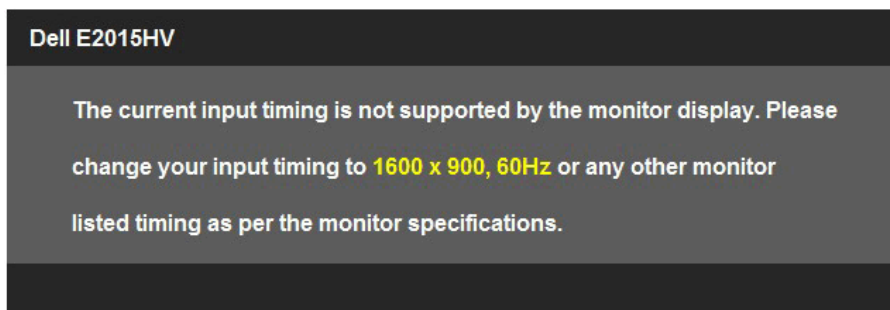 Dell E2015HV
The current input timing is not supported by the monitor display. Please
change your input timing to 1600 x 900, 60Hz or any other monitor
listed timing as per the monitor specifications.